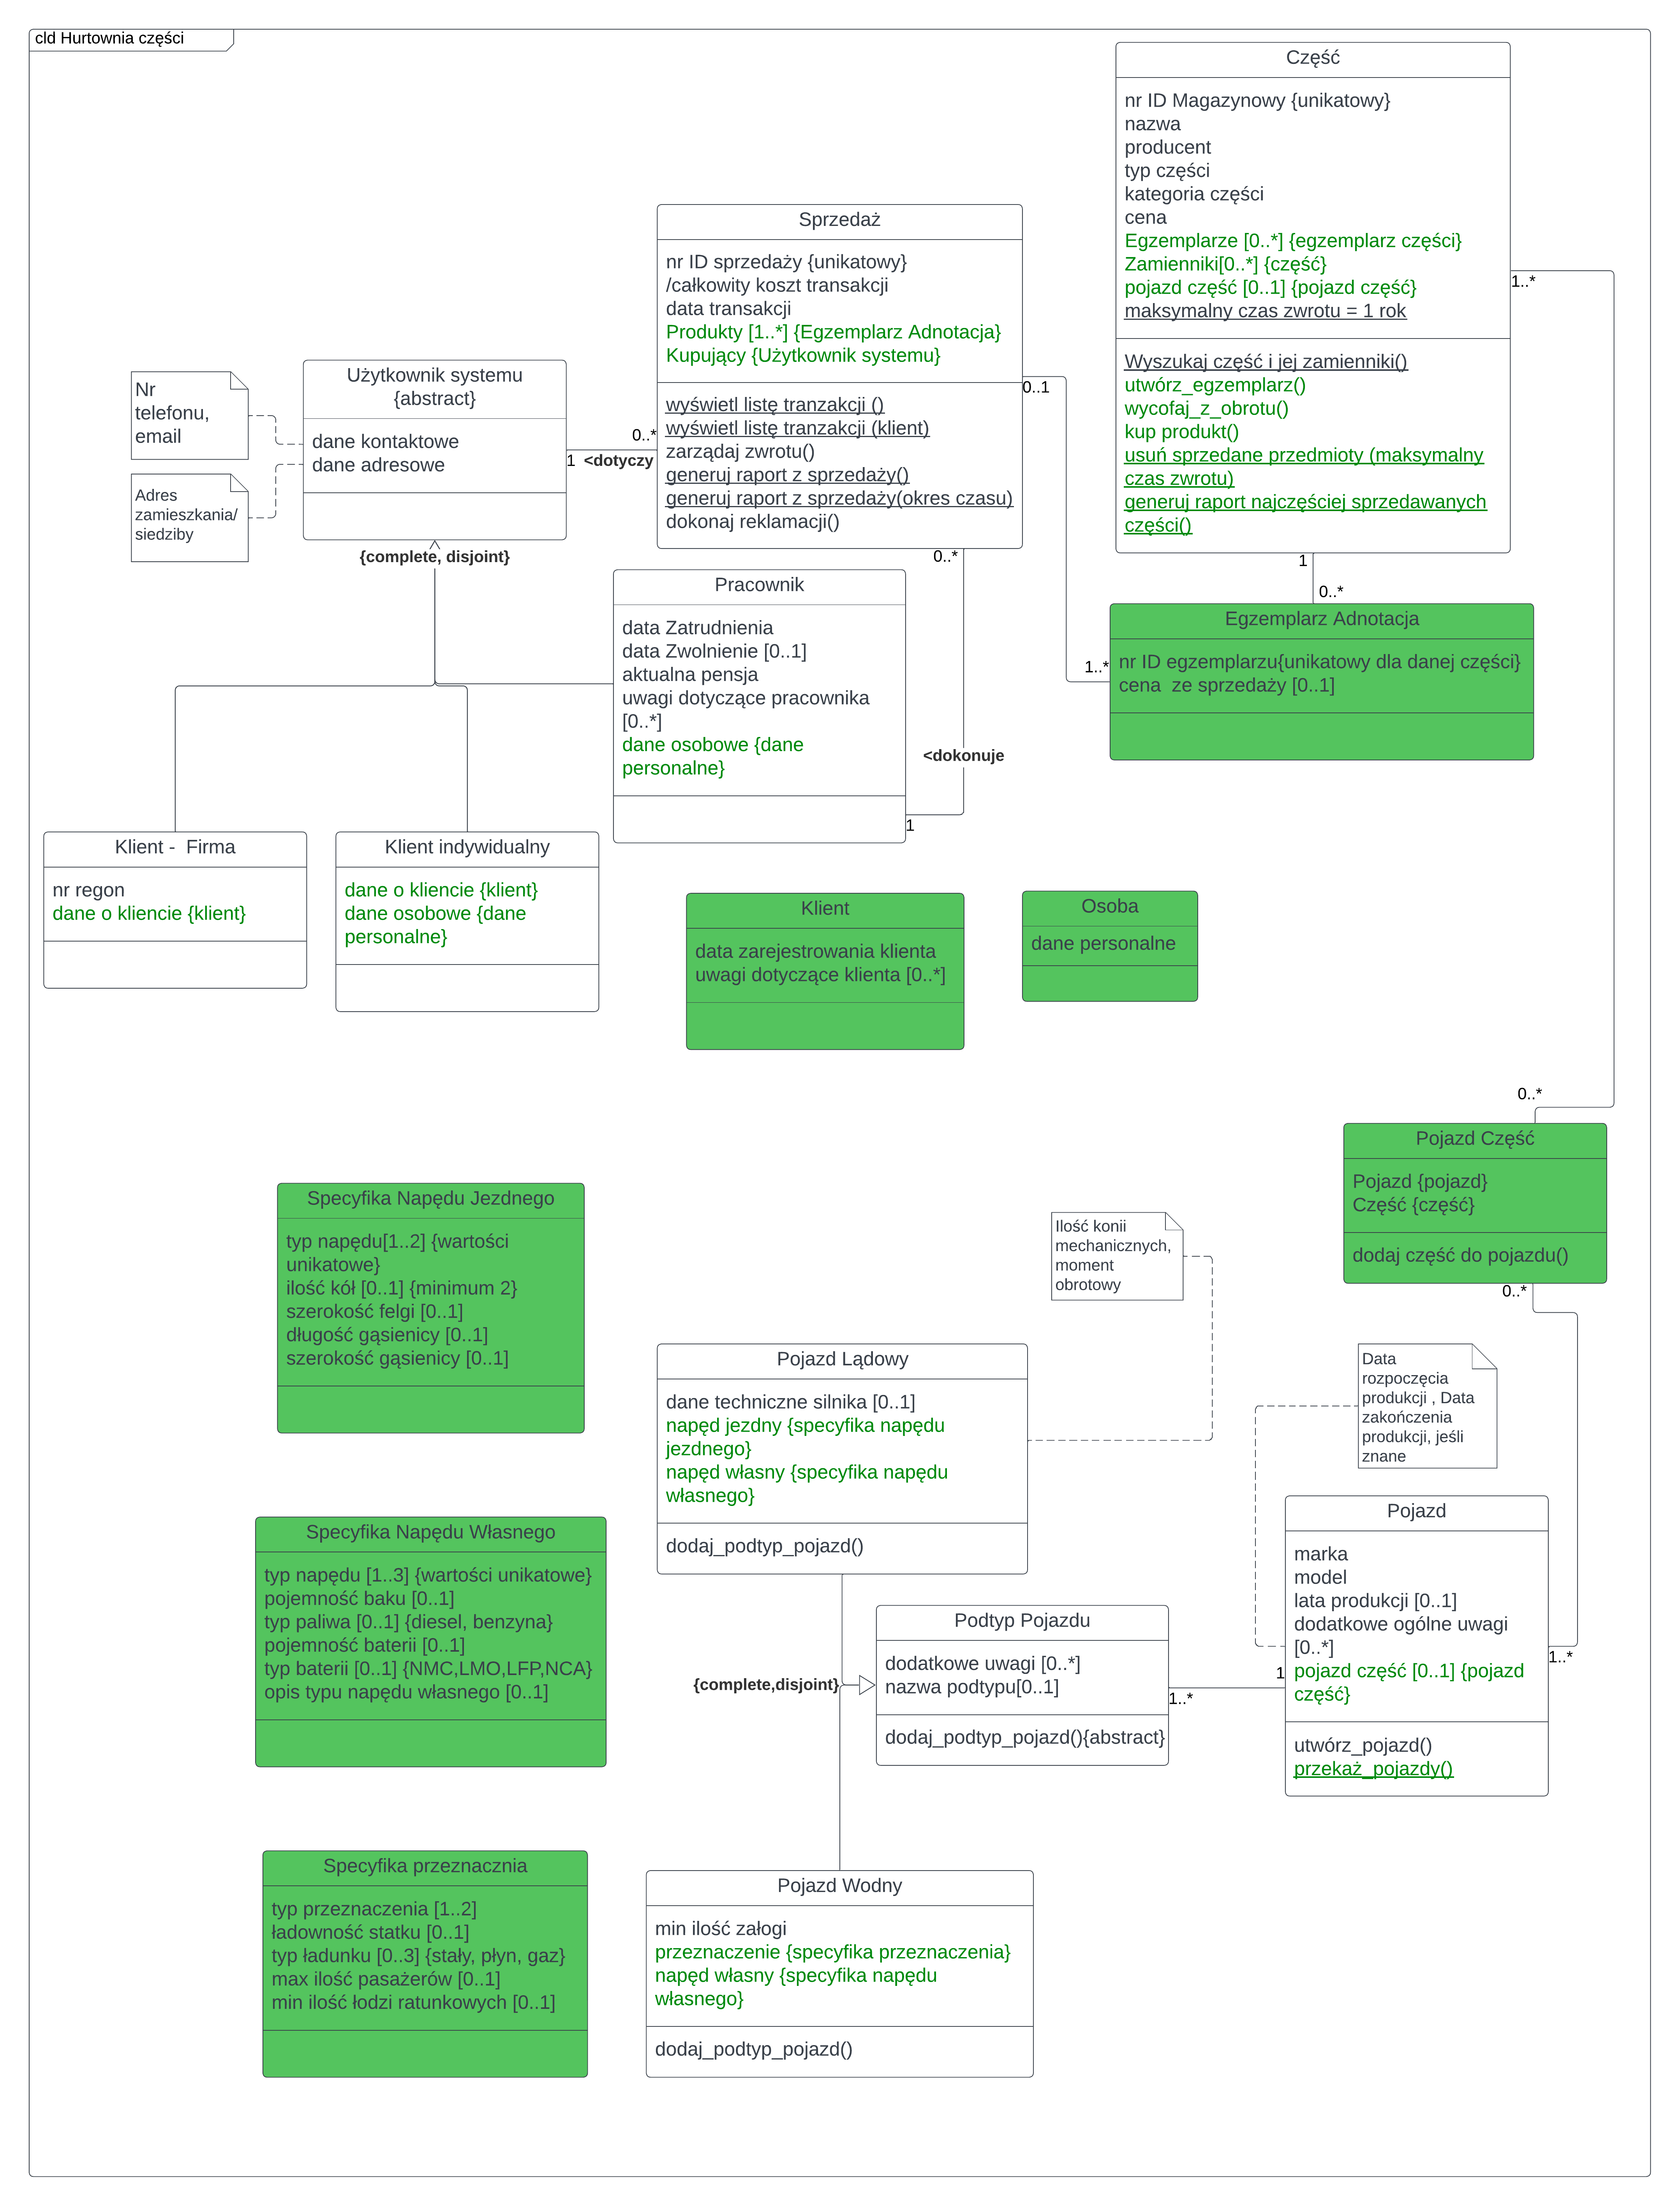 cld Hurtownia części
Część
nr ID Magazynowy {unikatowy}
nazwa
producent
typ części
kategoria części
cena
Egzemplarze [0..*] {egzemplarz części}
Zamienniki[0..*] {część}
pojazd część [0..1] {pojazd część}
maksymalny czas zwrotu = 1 rok
Wyszukaj część i jej zamienniki()
utwórz_egzemplarz()
wycofaj_z_obrotu()
kup produkt()
usuń sprzedane przedmioty (maksymalny
czas zwrotu)
generuj raport najczęściej sprzedawanych
części()
1..*
1
0..*
Sprzedaż
nr ID sprzedaży {unikatowy}
/całkowity koszt transakcji
data transakcji
Produkty [1..*] {Egzemplarz Adnotacja}
Kupujący {Użytkownik systemu}
wyświetl listę tranzakcji ()
wyświetl listę tranzakcji (klient)
zarządaj zwrotu()
generuj raport z sprzedaży()
generuj raport z sprzedaży(okres czasu)
dokonaj reklamacji()
0..1
0..*
0..*
1 <dotyczy
Nr
telefonu,
email
Adres
zamieszkania/
siedziby
Użytkownik systemu
{abstract}
dane kontaktowe
dane adresowe
{complete, disjoint}
Pracownik
data Zatrudnienia
data Zwolnienie [0..1]
aktualna pensja
uwagi dotyczące pracownika
[0..*]
dane osobowe {dane
personalne}
<dokonuje
1
1..*
Egzemplarz Adnotacja
nr ID egzemplarzu{unikatowy dla danej części}
cena  ze sprzedaży [0..1]
Klient -  Firma
nr regon
dane o kliencie {klient}
Klient indywidualny
dane o kliencie {klient}
dane osobowe {dane
personalne}
Klient
data zarejestrowania klienta
uwagi dotyczące klienta [0..*]
Osoba
dane personalne
0..*
Pojazd Część
Pojazd {pojazd}
Część {część}
dodaj część do pojazdu()
0..*
Specyfika Napędu Jezdnego
typ napędu[1..2] {wartości
unikatowe}
ilość kół [0..1] {minimum 2}
szerokość felgi [0..1]
długość gąsienicy [0..1]
szerokość gąsienicy [0..1]
Ilość konii
mechanicznych,
moment
obrotowy
Pojazd Lądowy
dane techniczne silnika [0..1]
napęd jezdny {specyfika napędu
jezdnego}
napęd własny {specyfika napędu
własnego}
dodaj_podtyp_pojazd()
Data
rozpoczęcia
produkcji , Data
zakończenia
produkcji, jeśli
znane
Specyfika Napędu Własnego
typ napędu [1..3] {wartości unikatowe}
pojemność baku [0..1]
typ paliwa [0..1] {diesel, benzyna}
pojemność baterii [0..1]
typ baterii [0..1] {NMC,LMO,LFP,NCA}
opis typu napędu własnego [0..1]
{complete,disjoint}
Podtyp Pojazdu
dodatkowe uwagi [0..*]
nazwa podtypu[0..1]
dodaj_podtyp_pojazd(){abstract}
1..*
1
Pojazd
marka
model
lata produkcji [0..1]
dodatkowe ogólne uwagi
[0..*]
pojazd część [0..1] {pojazd
część}
utwórz_pojazd()
przekaż_pojazdy()
1..*
Specyfika przeznacznia
typ przeznaczenia [1..2]
ładowność statku [0..1]
typ ładunku [0..3] {stały, płyn, gaz}
max ilość pasażerów [0..1]
min ilość łodzi ratunkowych [0..1]
Pojazd Wodny
min ilość załogi
przeznaczenie {specyfika przeznaczenia}
napęd własny {specyfika napędu
własnego}
dodaj_podtyp_pojazd()